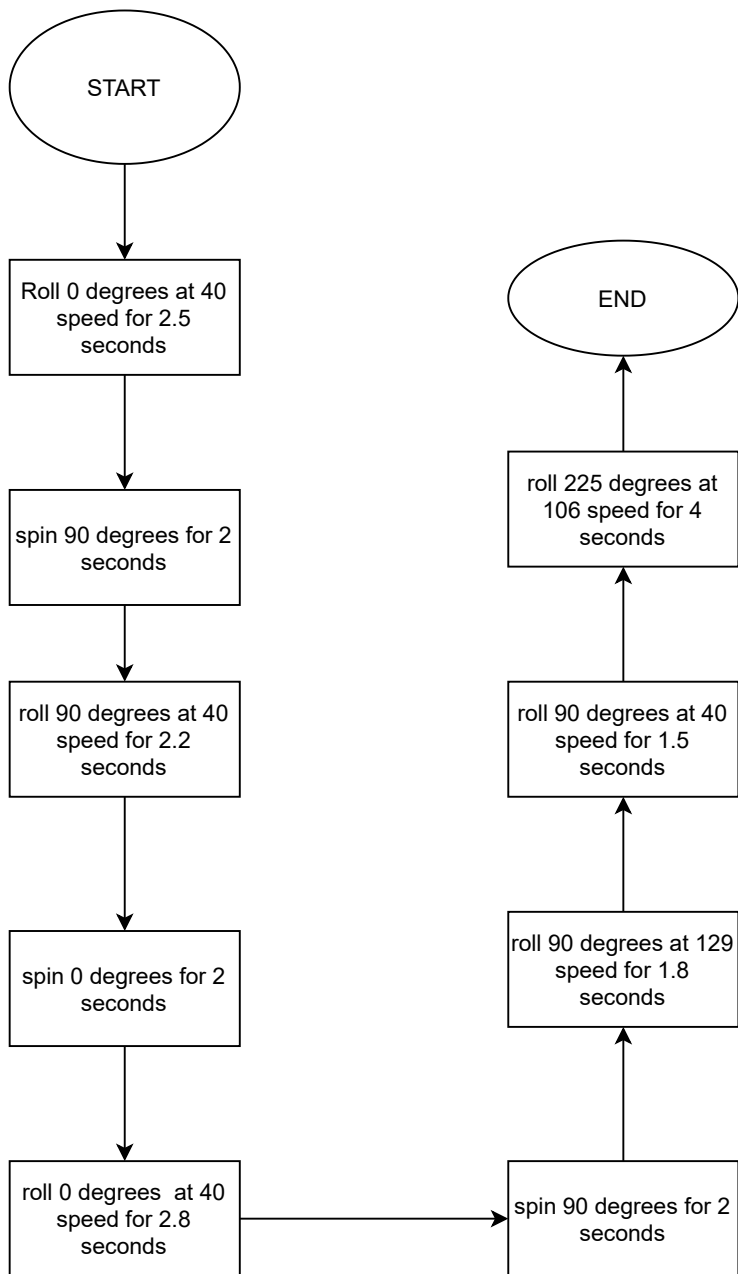 START
Roll 0 degrees at 40
speed for 2.5
seconds
spin 90 degrees for 2
seconds
roll 90 degrees at 40
speed for 2.2
seconds
spin 0 degrees for 2
seconds
roll 0 degrees  at 40
speed for 2.8
seconds
spin 90 degrees for 2
seconds
roll 90 degrees at 129
speed for 1.8
seconds
roll 90 degrees at 40
speed for 1.5
seconds
roll 225 degrees at
106 speed for 4
seconds
END